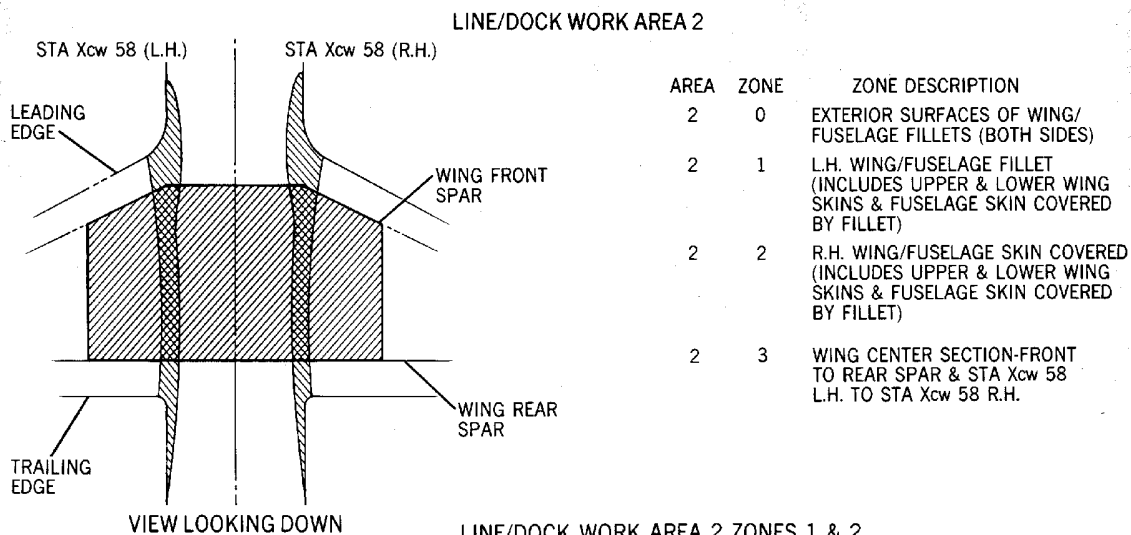 LINE/DOCK WORK AREA 2
STA Xcw 58 (L.H.)
STA Xcw 58 (R.H.)
LEADING
EDGE
WING FRONT
SPAR
WING REAR
SPAR
TRAILING
EDGE
VIEW LOOKING DOWN
AREA ZONE ZONE DESCRIPTION
2 0 EXTERIOR SURFACES OF WING/
FUSELAGE FILLETS (BOTH SIDES)
2 1 L.H. WING/FUSELAGE FILLET
(INCLUDES UPPER & LOWER WING
SKINS & FUSELAGE SKIN COVERED
BY FILLET)
2 2 R.H. WING/FUSELAGE SKIN COVERED
(INCLUDES UPPER & LOWER WING
SKINS & FUSELAGE SKIN COVERED
BY FILLET)
2 3 WING CENTER SECTION-FRONT
TO REAR SPAR & STA Xcw 58
L.H. TO STA Xcw 58 R.H.
LINE/DOCK WORK AREA 2 ZONES 1 & 2